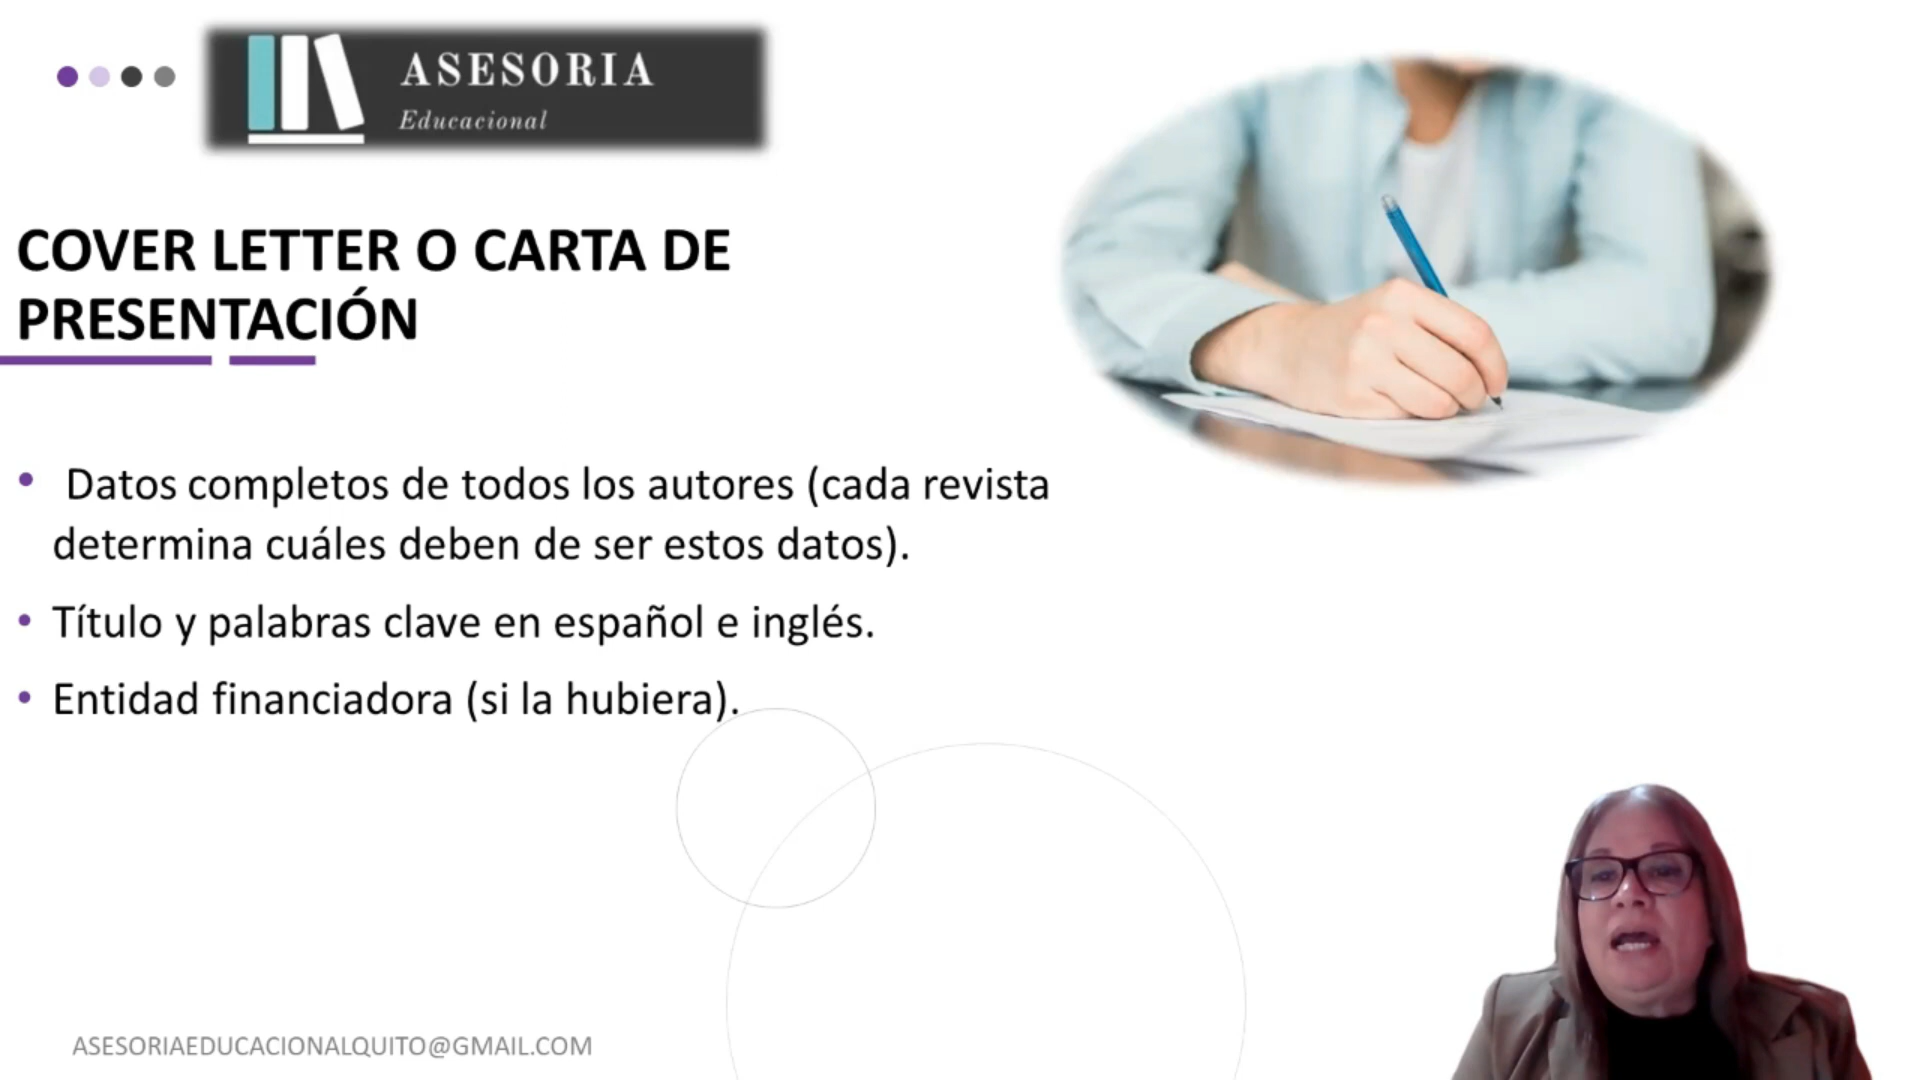 ASESORIA
Educacional
COVER LETTER O CARTA DE
PRESENTACIÓN
• Datos completos de todos los autores (cada revista
determina cuáles deben de ser estos datos).
• Título y palabras clave en español e inglés.
• Entidad financiadora (si la hubiera).
ASESORIAEDUCACIONALQUITO@GMAIL.COM